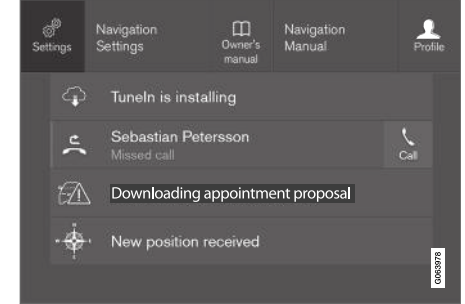 Settings
Navigation
Settings
Owner's
manual
Navigation
Manual
Profile
TuneIn is installing
Sebastian Petersson
Missed call
Call
Downloading appointment proposal
New position received
G063978